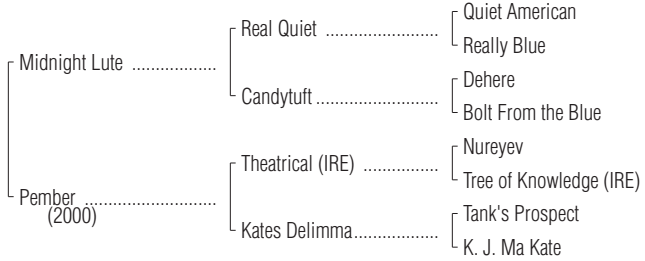 Quiet American
Real Quiet ........................
Really Blue
Midnight Lute ..................
Dehere
Candytuft ..........................
Bolt From the Blue
Nureyev
Theatrical (IRE) ................
Tree of Knowledge (IRE)
Pember ............................
(2000)
Tank's Prospect
Kates Delimma..................
K. J. Ma Kate